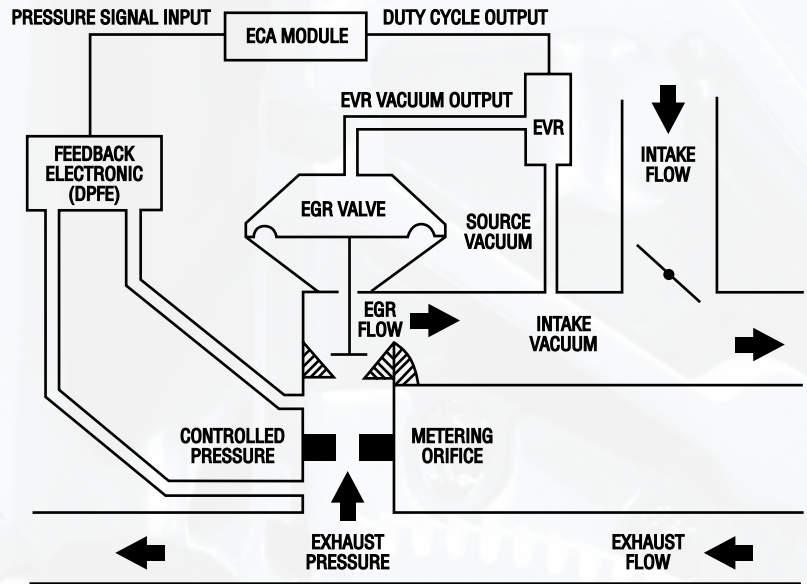 PRESSURE SIGNAL INPUT
ECA MODULE
DUTY CYCLE OUTPUT
EVR VACUUM OUTPUT
EVR
FEEDBACK
ELECTRONIC
(DPFE)
INTAKE
FLOW
EGR VALVE
SOURCE
VACUUM
EGR
FLOW
INTAKE
VACUUM
CONTROLLED
PRESSURE
METERING
ORIFICE
EXHAUST
PRESSURE
EXHAUST
FLOW